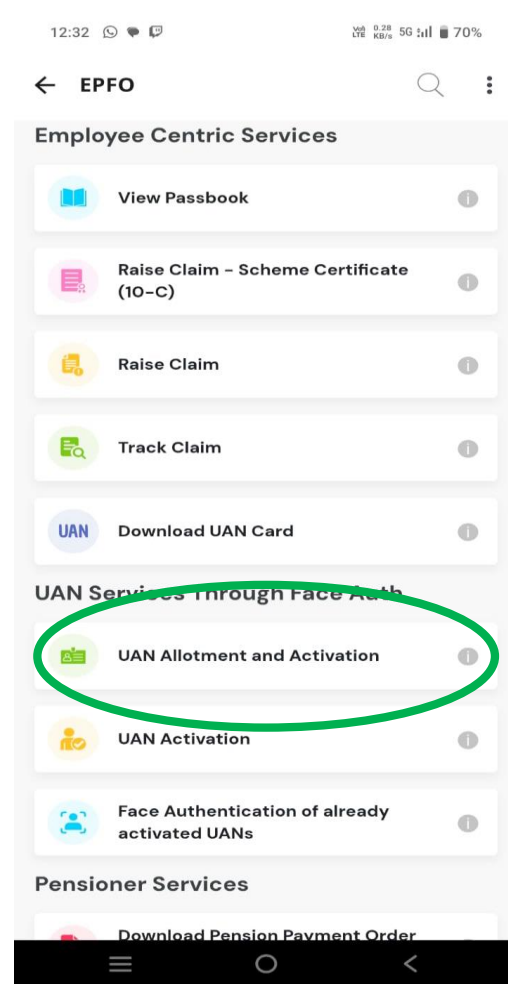 12:32 VoR LTE 0.28 KB/s 5G 70%
EPFO
Employee Centric Services
View Passbook
Raise Claim – Scheme Certificate
(10-C)
Raise Claim
Track Claim
UAN Download UAN Card
UAN Services Through Face Auth
UAN Allotment and Activation
UAN Activation
Face Authentication of already
activated UANs
Pensioner Services
Download Pension Payment Order